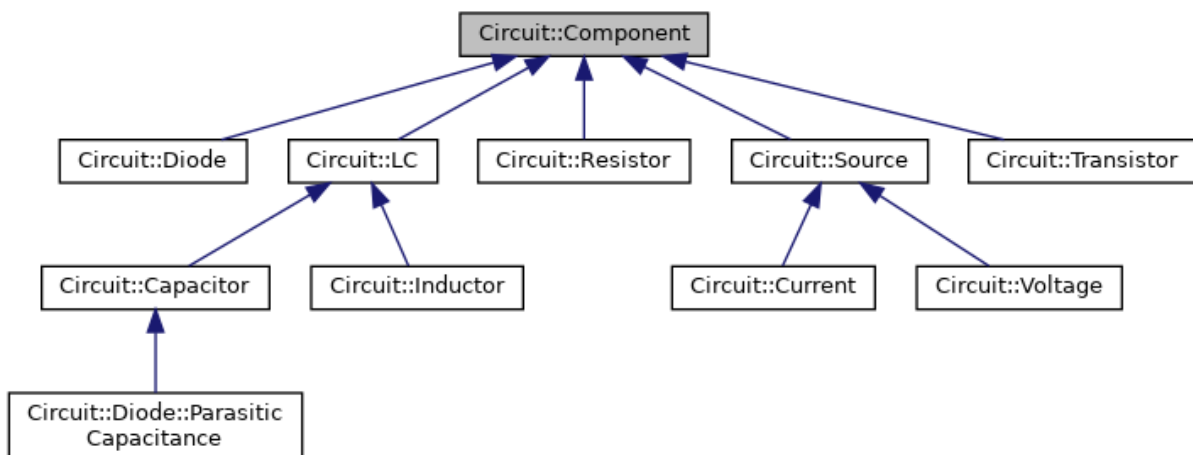 Circuit::Component
Circuit::Diode
Circuit::LC
Circuit::Resistor
Circuit::Source
Circuit::Transistor
Circuit::Capacitor
Circuit::Inductor
Circuit::Current
Circuit::Voltage
Circuit::Diode::Parasitic
Capacitance